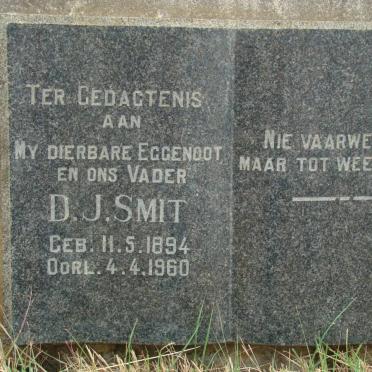 TER GEDAGTENIS
AAN
MY DIERBARE EGGENOOT
EN ONS VADER
D.J. SMIT
GEB. 11.5.1894
OORL. 4.4.1960
NIE VAARWE
MAAR TOT WEE